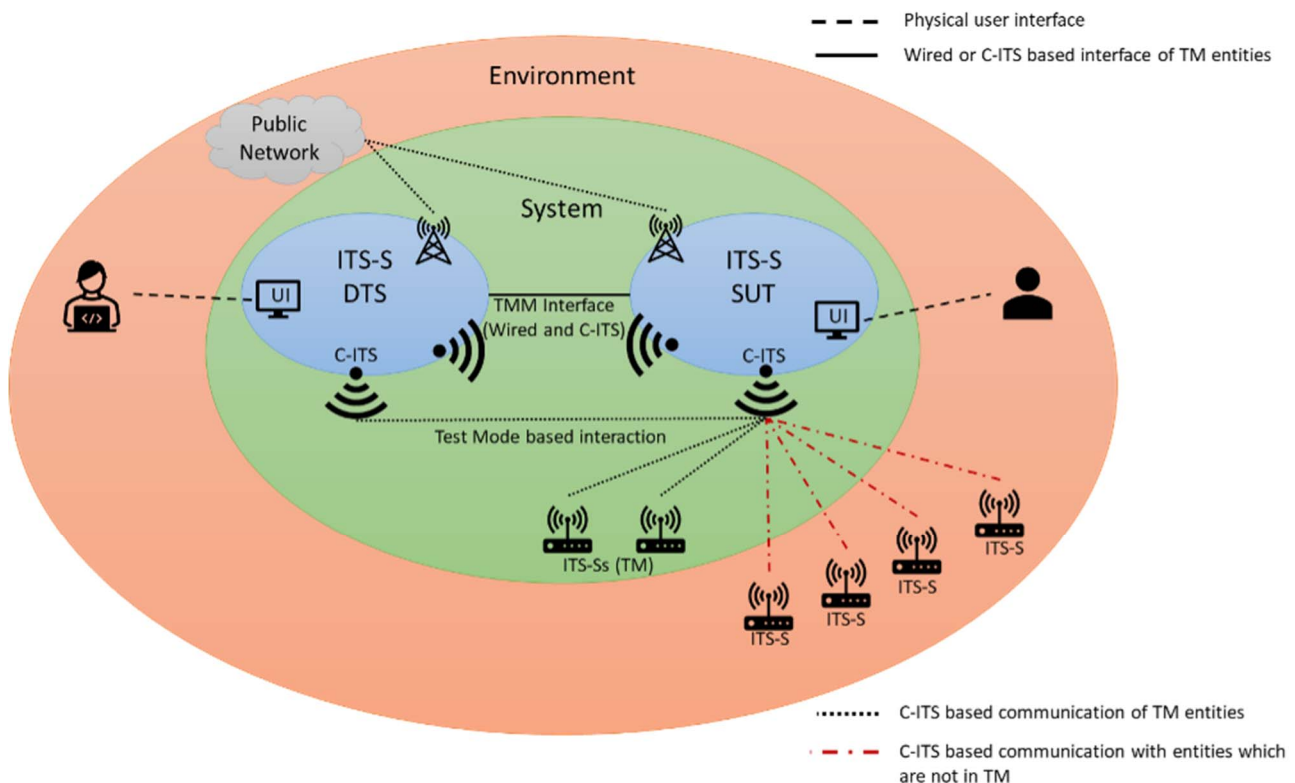 Physical user interface
Wired or C-ITS based interface of TM entities
Environment
Public
Network
System
ITS-S
DTS
UI
C-ITS
TMM Interface
(Wired and C-ITS)
ITS-S
SUT
UI
C-ITS
Test Mode based interaction
ITS-Ss (TM)
ITS-S
ITS-S
ITS-S
ITS-S
C-ITS based communication of TM entities
C-ITS based communication with entities which
are not in TM